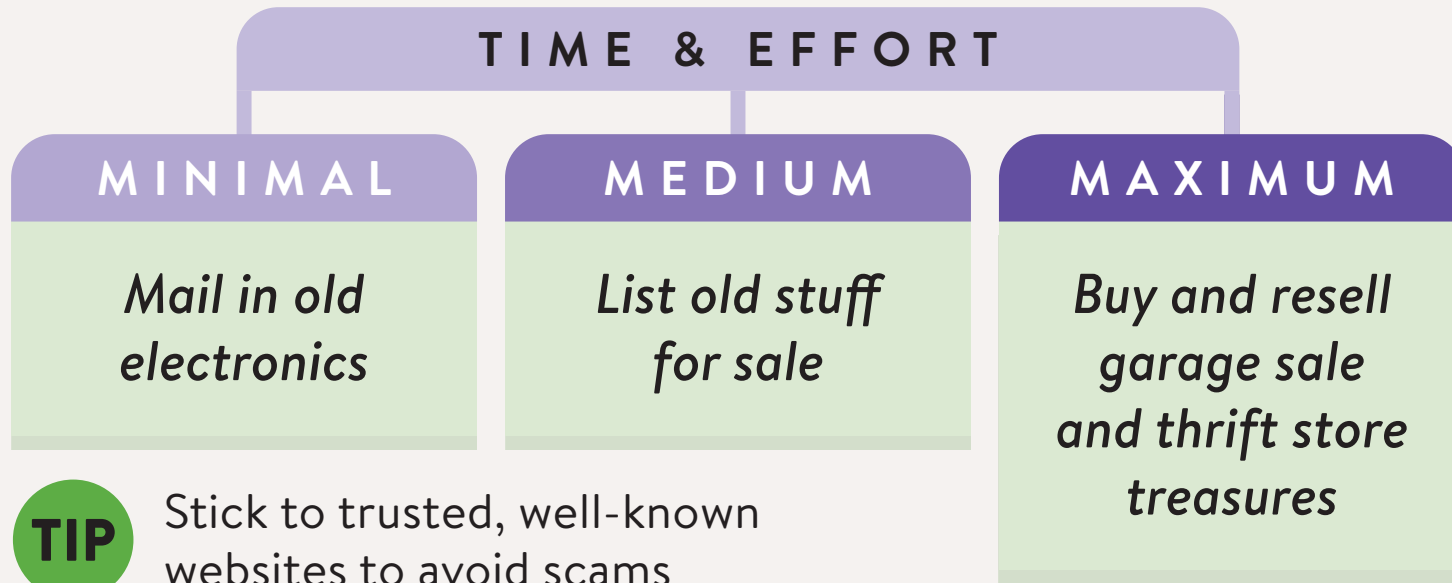 TIME & EFFORT
MINIMAL
Mail in old
electronics
MEDIUM
List old stuff
for sale
MAXIMUM
Buy and resell
garage sale
and thrift store
treasures
TIP
Stick to trusted, well-known
websites to avoid scams